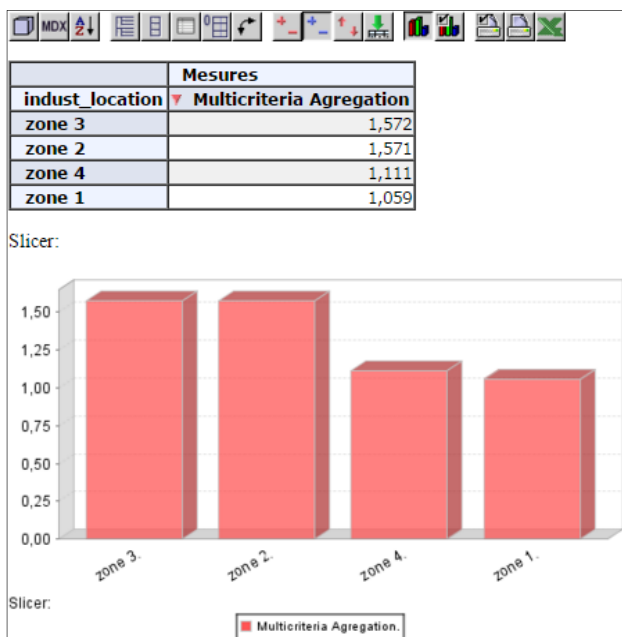 MDX A Z
Mesures
indust_location Multicriteria Agregation
zone 3 1,572
zone 2 1,571
zone 4 1,111
zone 1 1,059
Slicer:
1,50
1,25
1,00
0,75
0,50
0,25
0,00
zone 3. zone 2. zone 4. zone 1.
Slicer:
Multicriteria Agregation.